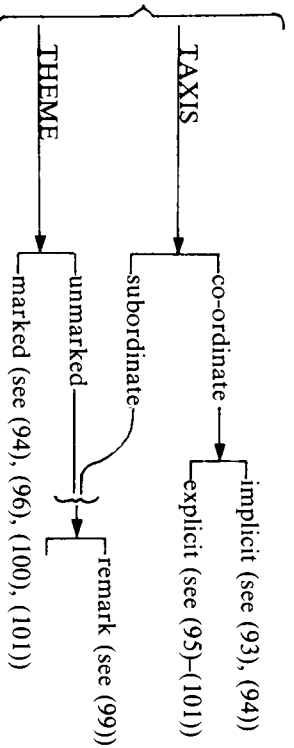 implicit (see (93), (94))
co-ordinate
TAXIS
explicit (see (95)–(101))
subordinate
remark (see (99))
unmarked
THEME
marked (see (94), (96), (100), (101))